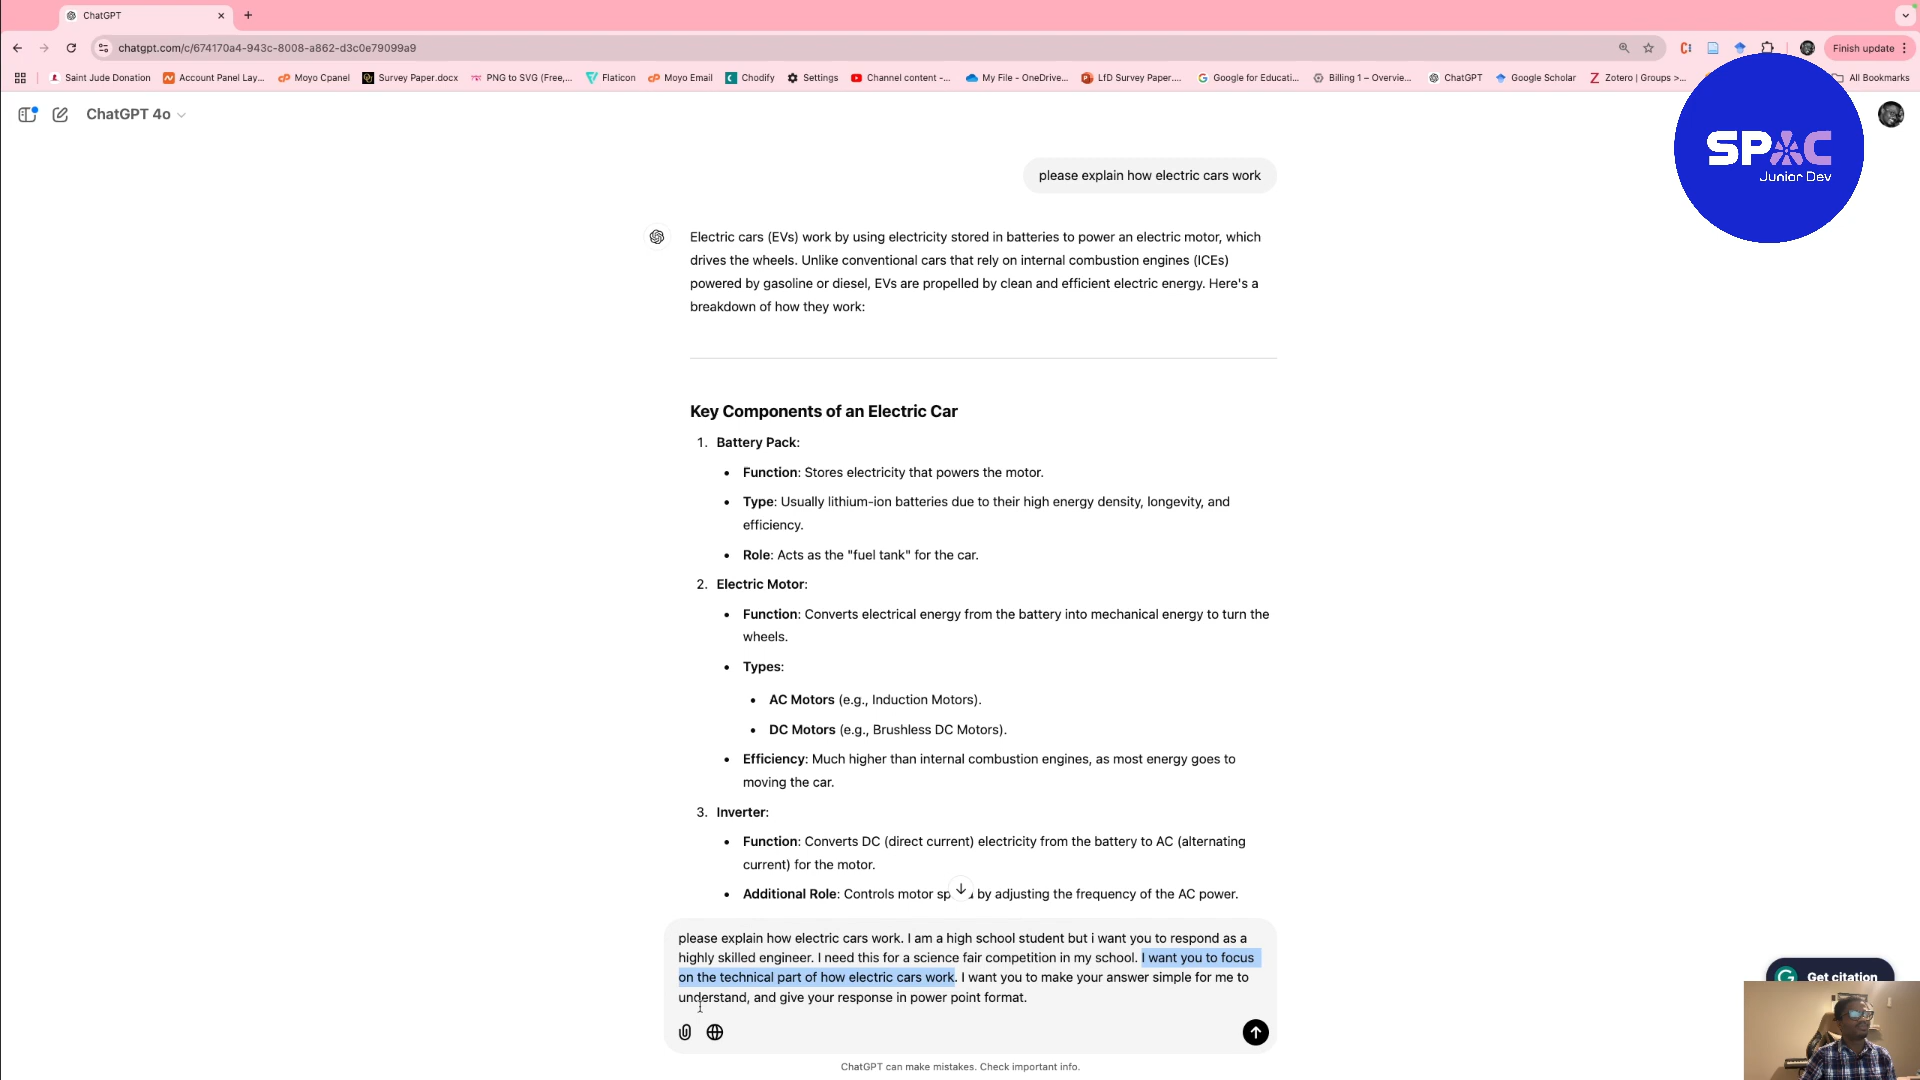 ChatGPT
chatgpt.com/c/674170a4-943c-8008-a862-d3c0e79099a9
Finish update
Saint Jude Donation
Account Panel Lay...
Moyo Cpanel
Survey Paper.docx
PNG to SVG (Free,...
Flaticon
Moyo Email
Chodify
Settings
Channel content -...
My File - OneDrive...
LfD Survey Paper....
Google for Educati...
Billing 1 – Overvie...
ChatGPT
Google Scholar
Zotero | Groups >...
All Bookmarks
ChatGPT 4o
SPAC
Junior Dev
please explain how electric cars work
Electric cars (EVs) work by using electricity stored in batteries to power an electric motor, which
drives the wheels. Unlike conventional cars that rely on internal combustion engines (ICEs)
powered by gasoline or diesel, EVs are propelled by clean and efficient electric energy. Here's a
breakdown of how they work:
Key Components of an Electric Car
1. Battery Pack:
• Function: Stores electricity that powers the motor.
• Type: Usually lithium-ion batteries due to their high energy density, longevity, and
efficiency.
• Role: Acts as the "fuel tank" for the car.
2. Electric Motor:
• Function: Converts electrical energy from the battery into mechanical energy to turn the
wheels.
• Types:
• AC Motors (e.g., Induction Motors).
• DC Motors (e.g., Brushless DC Motors).
• Efficiency: Much higher than internal combustion engines, as most energy goes to
moving the car.
3. Inverter:
• Function: Converts DC (direct current) electricity from the battery to AC (alternating
current) for the motor.
• Additional Role: Controls motor by adjusting the frequency of the AC power.
please explain how electric cars work. I am a high school student but i want you to respond as a
highly skilled engineer. I need this for a science fair competition in my school. I want you to focus
on the technical part of how electric cars work. I want you to make your answer simple for me to
understand, and give your response in power point format.
Get citation
ChatGPT can make mistakes. Check important info.